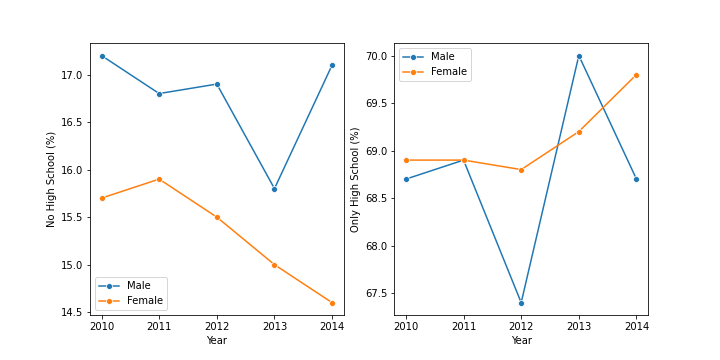 No High School (%)
17.0
16.5
16.0
15.5
15.0
14.5
Male
Female
2010 2011 2012 2013 2014
Year
Only High School (%)
70.0
69.5
69.0
68.5
68.0
67.5
Male
Female
2010 2011 2012 2013 2014
Year